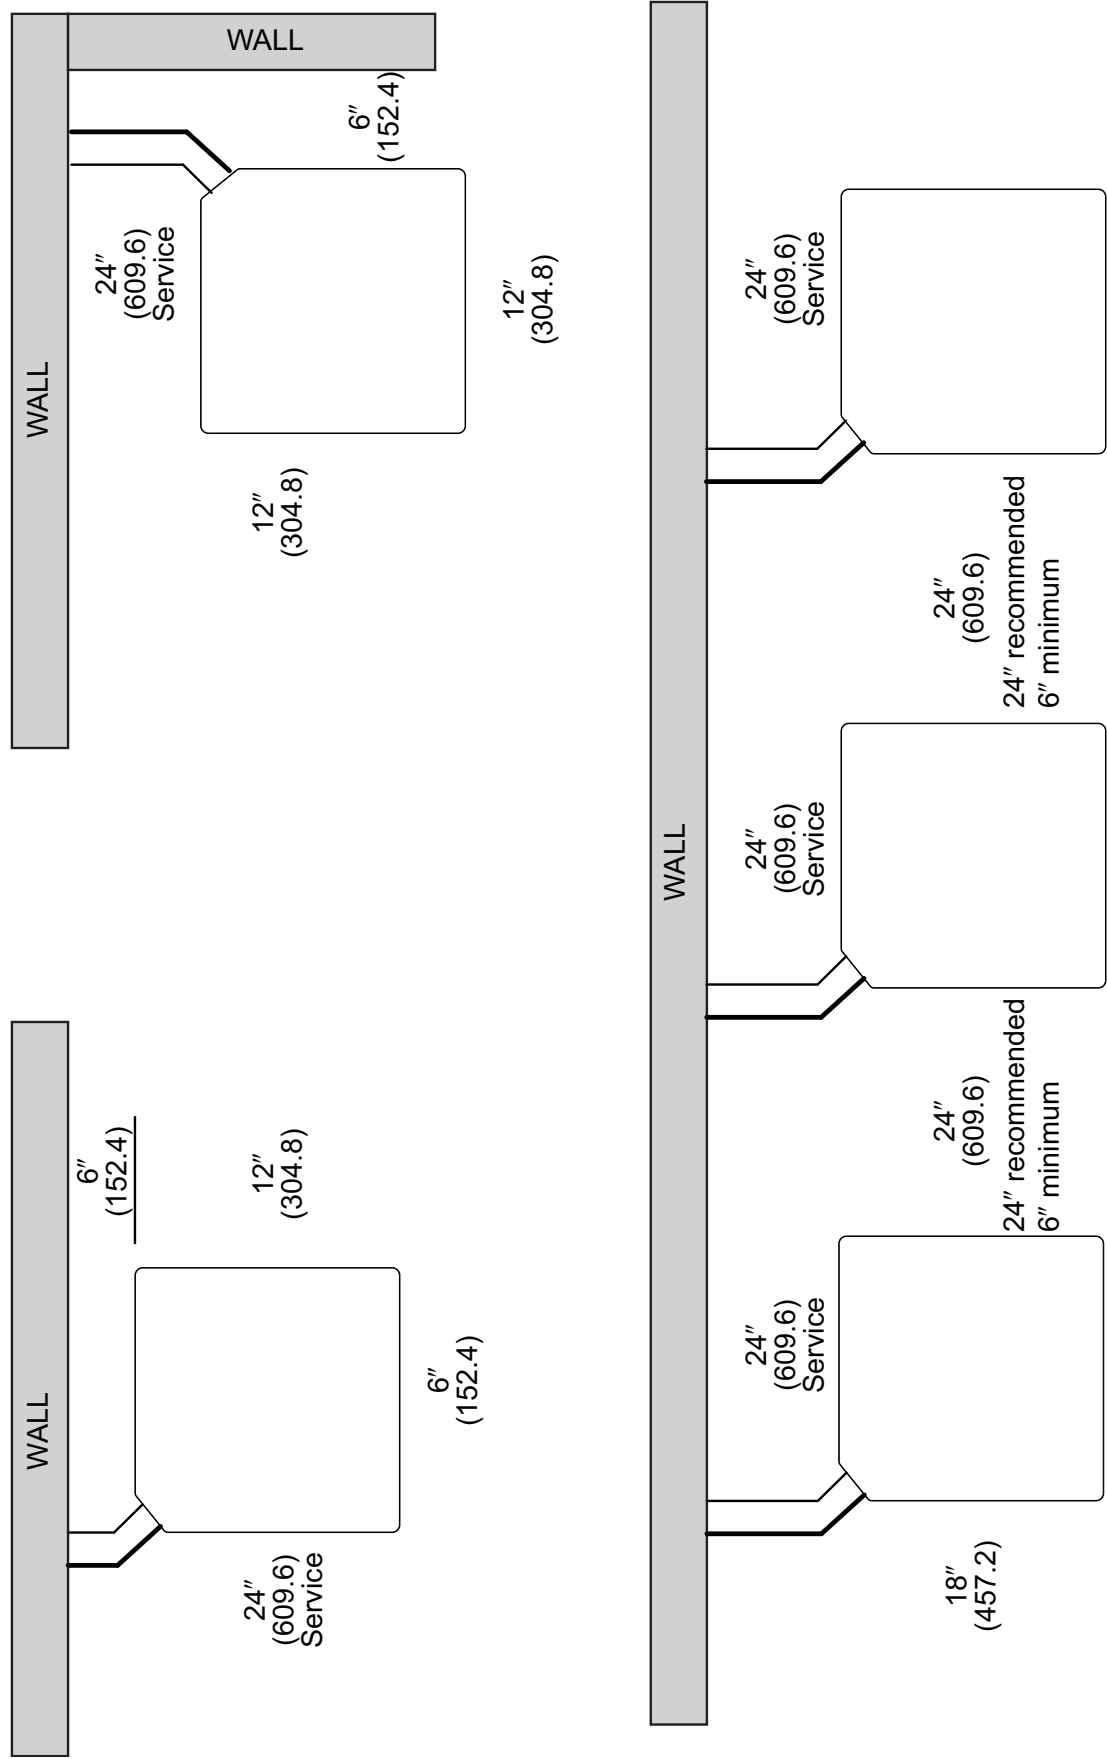 WALL
6″
(152.4)
24″
(609.6)
Service
12″
(304.8)
6″
(152.4)
WALL
WALL
24″
(609.6)
Service
6″
(152.4)
12″
(304.8)
12″
(304.8)
WALL
24″
(609.6)
Service
24″
(609.6)
Service
24″
(609.6)
Service
18″
(457.2)
24″
(609.6)
24″ recommended
6″ minimum
24″
(609.6)
24″ recommended
6″ minimum